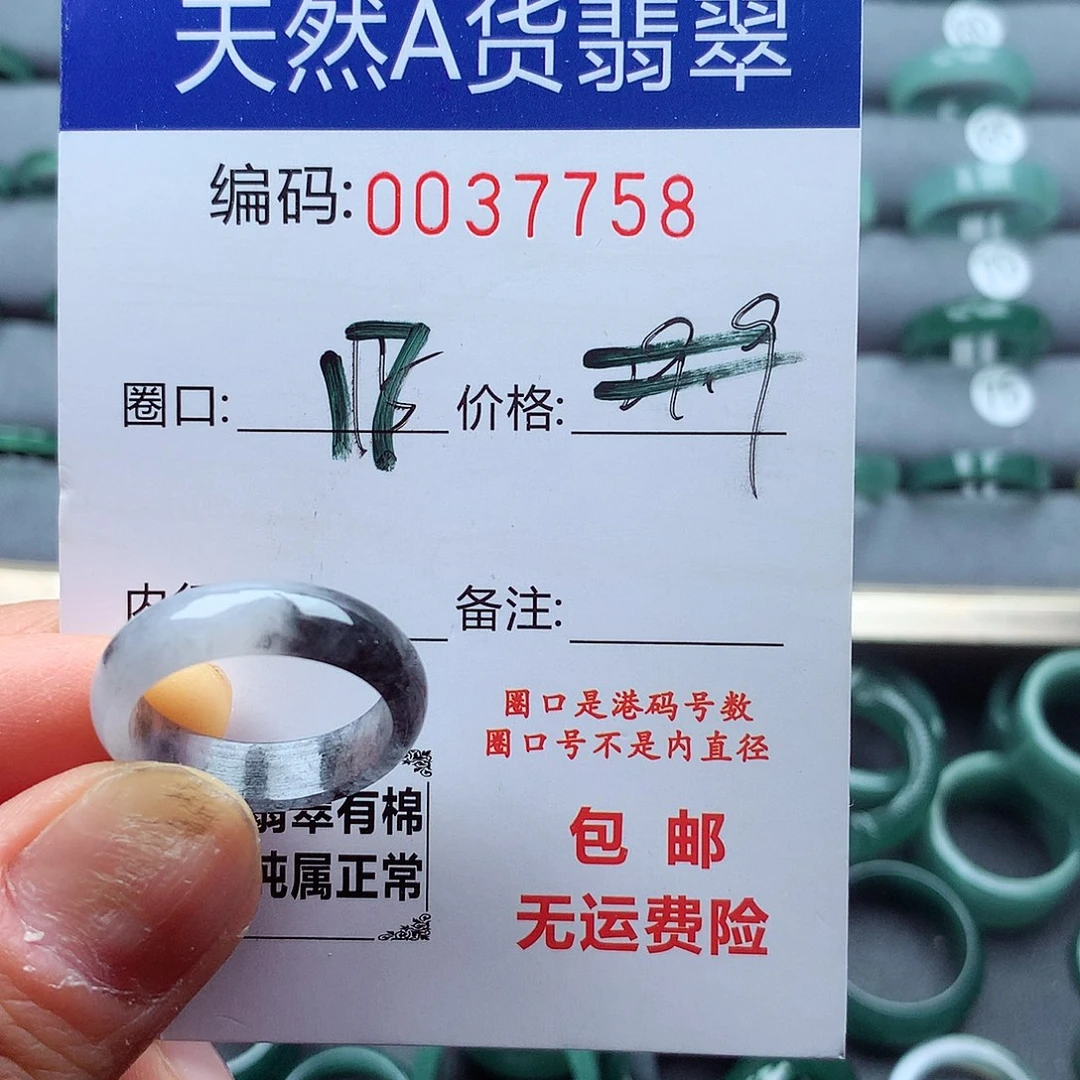 天然A货翡翠
编码:0037758
圈口: 17 价格:
备注:
圈口是港码号数
圈口号不是内直径
翡翠有棉
纯属正常
包 邮
无运费险